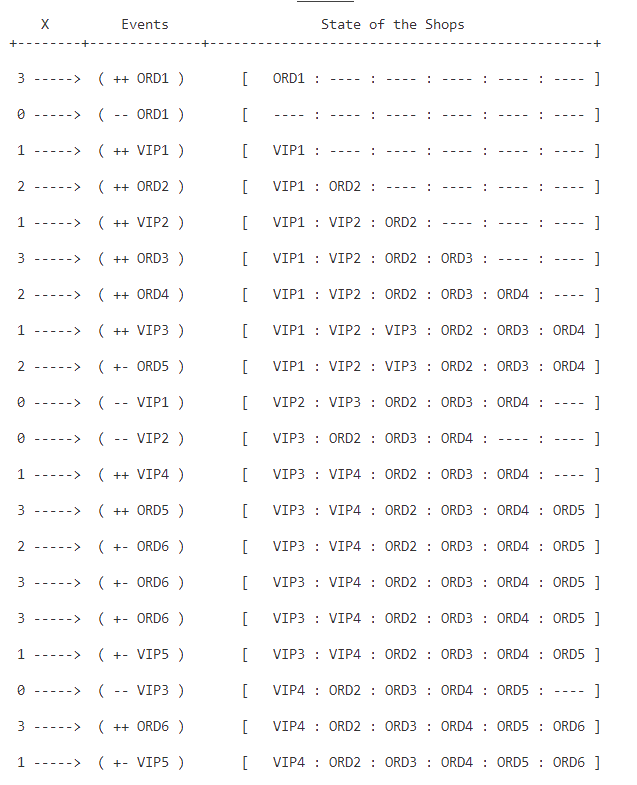 X Events State of the Shops
+--------+--------------+----------------------------------------------+
3 -----> ( ++ ORD1 ) [ ORD1 : ---- : ---- : ---- : ---- : ---- ]
0 -----> ( -- ORD1 ) [ ---- : ---- : ---- : ---- : ---- : ---- ]
1 -----> ( ++ VIP1 ) [ VIP1 : ---- : ---- : ---- : ---- : ---- ]
2 -----> ( ++ ORD2 ) [ VIP1 : ORD2 : ---- : ---- : ---- : ---- ]
1 -----> ( ++ VIP2 ) [ VIP1 : VIP2 : ORD2 : ---- : ---- : ---- ]
3 -----> ( ++ ORD3 ) [ VIP1 : VIP2 : ORD2 : ORD3 : ---- : ---- ]
2 -----> ( ++ ORD4 ) [ VIP1 : VIP2 : ORD2 : ORD3 : ORD4 : ---- ]
1 -----> ( ++ VIP3 ) [ VIP1 : VIP2 : VIP3 : ORD2 : ORD3 : ORD4 ]
2 -----> ( +- ORD5 ) [ VIP1 : VIP2 : VIP3 : ORD2 : ORD3 : ORD4 ]
0 -----> ( -- VIP1 ) [ VIP2 : VIP3 : ORD2 : ORD3 : ORD4 : ---- ]
0 -----> ( -- VIP2 ) [ VIP3 : ORD2 : ORD3 : ORD4 : ---- : ---- ]
1 -----> ( ++ VIP4 ) [ VIP3 : VIP4 : ORD2 : ORD3 : ORD4 : ---- ]
3 -----> ( ++ ORD5 ) [ VIP3 : VIP4 : ORD2 : ORD3 : ORD4 : ORD5 ]
2 -----> ( +- ORD6 ) [ VIP3 : VIP4 : ORD2 : ORD3 : ORD4 : ORD5 ]
3 -----> ( +- ORD6 ) [ VIP3 : VIP4 : ORD2 : ORD3 : ORD4 : ORD5 ]
3 -----> ( +- ORD6 ) [ VIP3 : VIP4 : ORD2 : ORD3 : ORD4 : ORD5 ]
1 -----> ( +- VIP5 ) [ VIP3 : VIP4 : ORD2 : ORD3 : ORD4 : ORD5 ]
0 -----> ( -- VIP3 ) [ VIP4 : ORD2 : ORD3 : ORD4 : ORD5 : ---- ]
3 -----> ( ++ ORD6 ) [ VIP4 : ORD2 : ORD3 : ORD4 : ORD5 : ORD6 ]
1 -----> ( +- VIP5 ) [ VIP4 : ORD2 : ORD3 : ORD4 : ORD5 : ORD6 ]